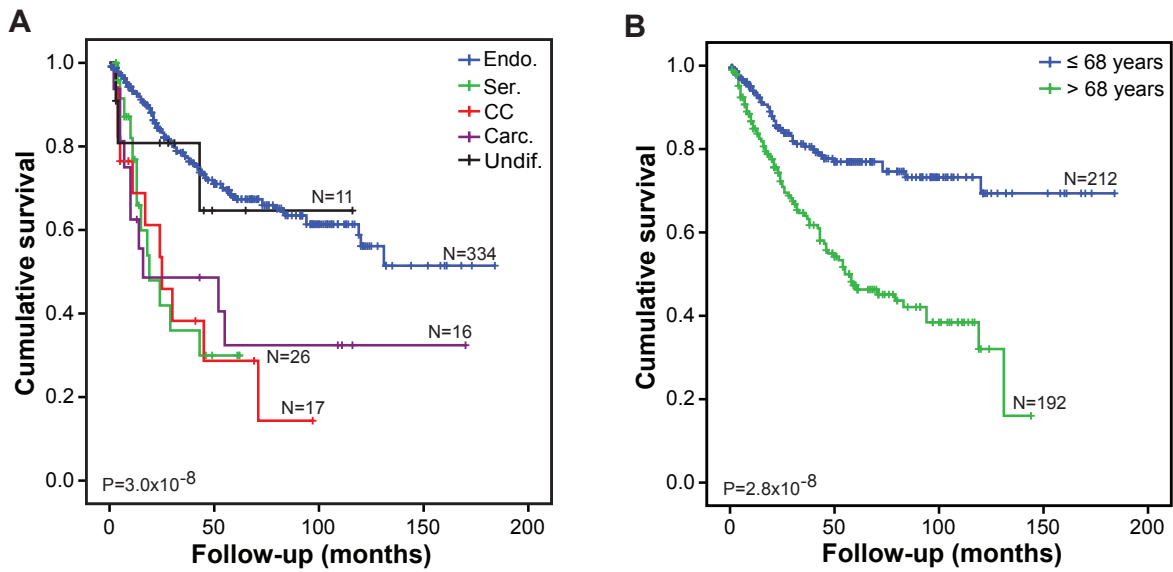 A
Cumulative survival
1.0
0.8
0.6
0.4
0.2
0.0
Endo.
Ser.
CC
Carc.
Undif.
N=11
N=334
N=16
N=26
N=17
P=3.0x10-8
0 50 100 150 200
Follow-up (months)
B
Cumulative survival
1.0
0.8
0.6
0.4
0.2
0.0
≤ 68 years
> 68 years
N=212
N=192
P=2.8x10-8
0 50 100 150 200
Follow-up (months)